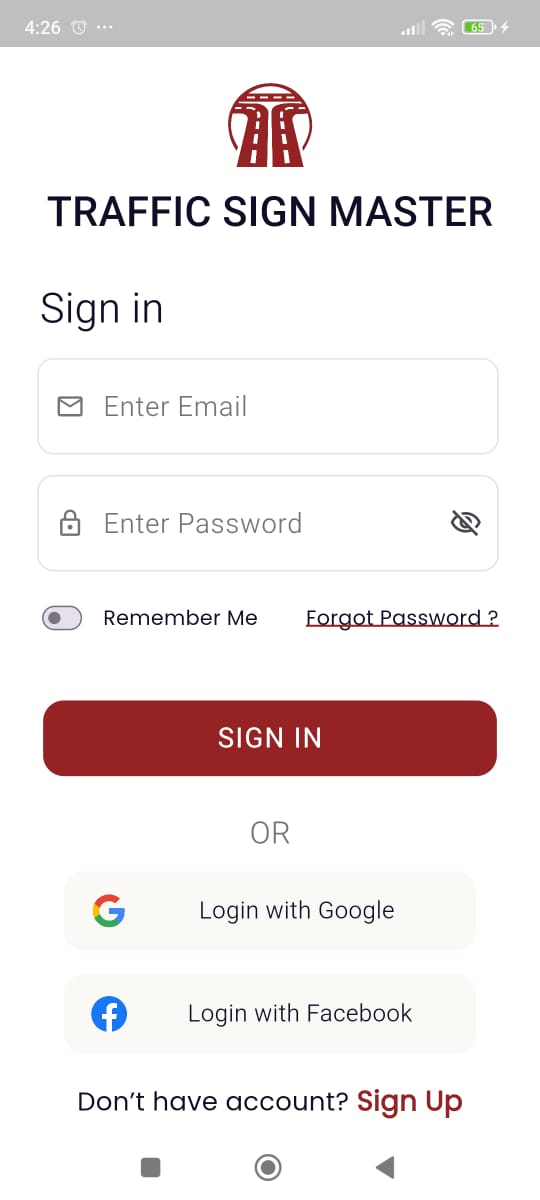 4:26
65
TRAFFIC SIGN MASTER
Sign in
Enter Email
Enter Password
Remember Me Forgot Password ?
SIGN IN
OR
Login with Google
Login with Facebook
Don’t have account? Sign Up